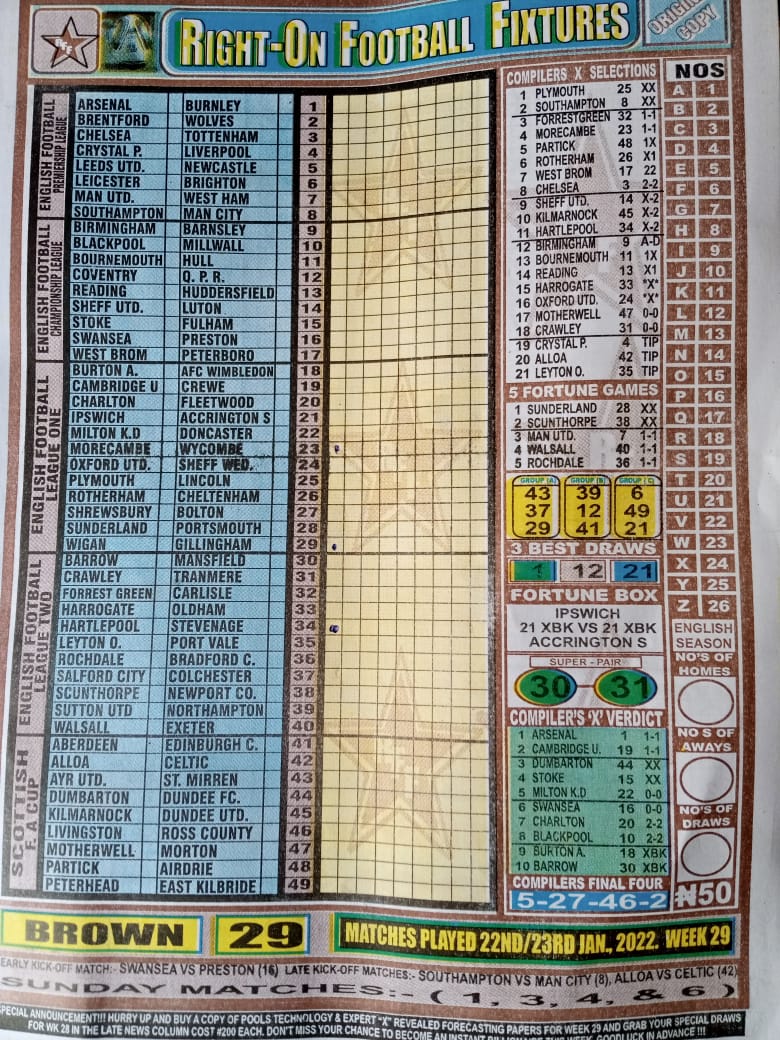 RIGHT-ON FOOTBALL FIXTURES
ORIGINAL COPY
ENGLISH FOOTBALL PREMIERSHIP LEAGUE
ARSENAL BURNLEY 1
BRENTFORD WOLVES 2
CHELSEA TOTTENHAM 3
CRYSTAL P. LIVERPOOL 4
LEEDS UTD. NEWCASTLE 5
LEICESTER BRIGHTON 6
MAN UTD. WEST HAM 7
SOUTHAMPTON MAN CITY 8
ENGLISH FOOTBALL CHAMPIONSHIP LEAGUE
BIRMINGHAM BARNSLEY 9
BLACKPOOL MILLWALL 10
BOURNEMOUTH HULL 11
COVENTRY Q. P. R. 12
READING HUDDERSFIELD 13
SHEFF UTD. LUTON 14
STOKE FULHAM 15
SWANSEA PRESTON 16
WEST BROM PETERBORO 17
ENGLISH FOOTBALL LEAGUE ONE
BURTON A. AFC WIMBLEDON 18
CAMBRIDGE U CREWE 19
CHARLTON FLEETWOOD 20
IPSWICH ACCRINGTON S 21
MILTON K.D DONCASTER 22
MORECAMBE WYCOMBE 23
OXFORD UTD. SHEFF WED. 24
PLYMOUTH LINCOLN 25
ROTHERHAM CHELTENHAM 26
SHREWSBURY BOLTON 27
SUNDERLAND PORTSMOUTH 28
WIGAN GILLINGHAM 29
ENGLISH FOOTBALL LEAGUE TWO
BARROW MANSFIELD 30
CRAWLEY TRANMERE 31
FORREST GREEN CARLISLE 32
HARROGATE OLDHAM 33
HARTLEPOOL STEVENAGE 34
LEYTON O. PORT VALE 35
ROCHDALE BRADFORD C. 36
SALFORD CITY COLCHESTER 37
SCUNTHORPE NEWPORT CO. 38
SUTTON UTD NORTHAMPTON 39
WALSALL EXETER 40
SCOTTISH F.A CUP
ABERDEEN EDINBURGH C. 41
ALLOA CELTIC 42
AYR UTD. ST. MIRREN 43
DUMBARTON DUNDEE FC. 44
KILMARNOCK DUNDEE UTD. 45
LIVINGSTON ROSS COUNTY 46
MOTHERWELL MORTON 47
PARTICK AIRDRIE 48
PETERHEAD EAST KILBRIDE 49
COMPILERS X SELECTIONS
1 PLYMOUTH 25 XX
2 SOUTHAMPTON 8 XX
3 FORRESTGREEN 32 1-1
4 MORECAMBE 23 1-1
5 PARTICK 48 1X
6 ROTHERHAM 26 X1
7 WEST BROM 17 22
8 CHELSEA 3 2-2
9 SHEFF UTD. 14 X-2
10 KILMARNOCK 45 X-2
11 HARTLEPOOL 34 X-2
12 BIRMINGHAM 9 A-D
13 BOURNEMOUTH 11 1X
14 READING 13 X1
15 HARROGATE 33 *X*
16 OXFORD UTD. 24 *X*
17 MOTHERWELL 47 0-0
18 CRAWLEY 31 0-0
19 CRYSTAL P. 4 TIP
20 ALLOA 42 TIP
21 LEYTON O. 35 TIP
5 FORTUNE GAMES
1 SUNDERLAND 28 XX
2 SCUNTHORPE 38 XX
3 MAN UTD. 7 1-1
4 WALSALL 40 1-1
5 ROCHDALE 36 1-1
GROUP (A) GROUP (B) GROUP (C)
43 39 6
37 12 49
29 41 21
3 BEST DRAWS
1 12 21
FORTUNE BOX
IPSWICH
21 XBK VS 21 XBK
ACCRINGTON S
SUPER - PAIR
30 31
COMPILER'S 'X' VERDICT
1 ARSENAL 1 1-1
2 CAMBRIDGE U. 19 1-1
3 DUMBARTON 44 XX
4 STOKE 15 XX
5 MILTON K.D 22 0-0
6 SWANSEA 16 0-0
7 CHARLTON 20 2-2
8 BLACKPOOL 10 2-2
9 BURTON A. 18 XBK
10 BARROW 30 XBK
COMPILERS FINAL FOUR
5-27-46-2
NOS
A 1
B 2
C 3
D 4
E 5
F 6
G 7
H 8
I 9
J 10
K 11
L 12
M 13
N 14
O 15
P 16
Q 17
R 18
S 19
T 20
U 21
V 22
W 23
X 24
Y 25
Z 26
ENGLISH SEASON
NO'S OF HOMES
NO S OF AWAYS
NO'S OF DRAWS
₦50
BROWN 29 MATCHES PLAYED 22ND/23RD JAN., 2022. WEEK 29
EARLY KICK-OFF MATCH:- SWANSEA VS PRESTON (16) LATE KICK-OFF MATCHES:- SOUTHAMPTON VS MAN CITY (8), ALLOA VS CELTIC (42)
SUNDAY MATCHES:- ( 1, 3, 4, & 6 )
SPECIAL ANNOUNCEMENT!!! HURRY UP AND BUY A COPY OF POOLS TECHNOLOGY & EXPERT "X" REVEALED FORECASTING PAPERS FOR WEEK 29 AND GRAB YOUR SPECIAL DRAWS
FOR WK 28 IN THE LATE NEWS COLUMN COST #200 EACH. DON'T MISS YOUR CHANCE TO BECOME AN INSTANT